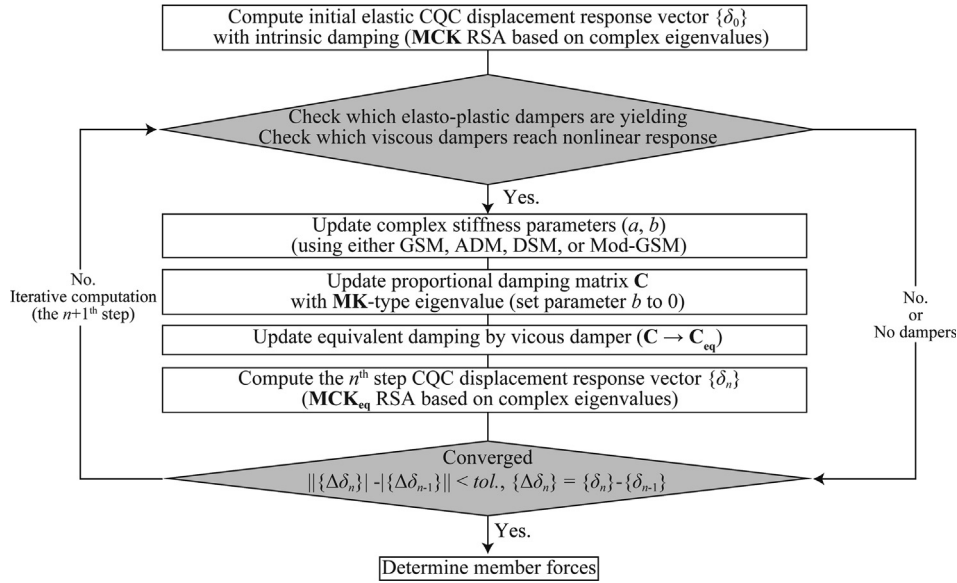 Compute initial elastic CQC displacement response vector {δ₀}
with intrinsic damping (MCK RSA based on complex eigenvalues)
Check which elasto-plastic dampers are yielding
Check which viscous dampers reach nonlinear response
Yes.
Update complex stiffness parameters (a, b)
(using either GSM, ADM, DSM, or Mod-GSM)
Update proportional damping matrix C
with MK-type eigenvalue (set parameter b to 0)
Update equivalent damping by vicous damper (C → C_eq)
Compute the nᵗʰ step CQC displacement response vector {δₙ}
(MCK_eq RSA based on complex eigenvalues)
No.
Iterative computation
(the n+1ᵗʰ step)
No.
or
No dampers
Converged
||{Δδₙ}| -|{Δδₙ₋₁}|| < tol., {Δδₙ} = {δₙ}-{δₙ₋₁}
Yes.
Determine member forces